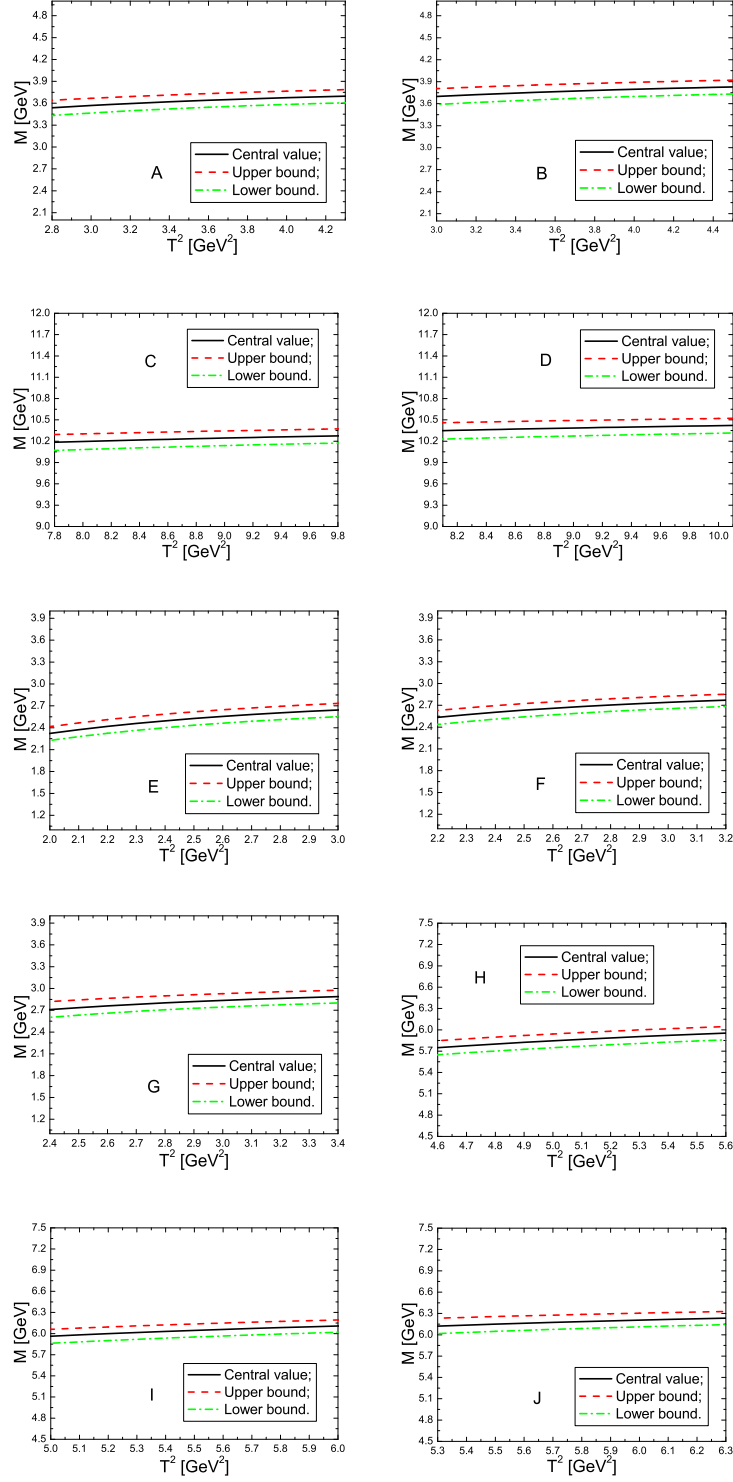 4.8
4.5
4.2
3.9
3.6
3.3
3.0
2.7
2.4
2.1
M [GeV]
A
Central value;
Upper bound;
Lower bound.
2.8 3.0 3.2 3.4 3.6 3.8 4.0 4.2
T² [GeV²]
4.8
4.5
4.2
3.9
3.6
3.3
3.0
2.7
2.4
2.1
M [GeV]
B
Central value;
Upper bound;
Lower bound.
3.0 3.2 3.4 3.6 3.8 4.0 4.2 4.4
T² [GeV²]
12.0
11.7
11.4
11.1
10.8
10.5
10.2
9.9
9.6
9.3
9.0
M [GeV]
C
Central value;
Upper bound;
Lower bound.
7.8 8.0 8.2 8.4 8.6 8.8 9.0 9.2 9.4 9.6 9.8
T² [GeV²]
12.0
11.7
11.4
11.1
10.8
10.5
10.2
9.9
9.6
9.3
9.0
M [GeV]
D
Central value;
Upper bound;
Lower bound.
8.2 8.4 8.6 8.8 9.0 9.2 9.4 9.6 9.8 10.0
T² [GeV²]
3.9
3.6
3.3
3.0
2.7
2.4
2.1
1.8
1.5
1.2
M [GeV]
E
Central value;
Upper bound;
Lower bound.
2.0 2.1 2.2 2.3 2.4 2.5 2.6 2.7 2.8 2.9 3.0
T² [GeV²]
3.9
3.6
3.3
3.0
2.7
2.4
2.1
1.8
1.5
1.2
M [GeV]
F
Central value;
Upper bound;
Lower bound.
2.2 2.3 2.4 2.5 2.6 2.7 2.8 2.9 3.0 3.1 3.2
T² [GeV²]
3.9
3.6
3.3
3.0
2.7
2.4
2.1
1.8
1.5
1.2
M [GeV]
G
Central value;
Upper bound;
Lower bound.
2.4 2.5 2.6 2.7 2.8 2.9 3.0 3.1 3.2 3.3 3.4
T² [GeV²]
7.5
7.2
6.9
6.6
6.3
6.0
5.7
5.4
5.1
4.8
4.5
M [GeV]
H
Central value;
Upper bound;
Lower bound.
4.6 4.7 4.8 4.9 5.0 5.1 5.2 5.3 5.4 5.5 5.6
T² [GeV²]
7.5
7.2
6.9
6.6
6.3
6.0
5.7
5.4
5.1
4.8
4.5
M [GeV]
I
Central value;
Upper bound;
Lower bound.
5.0 5.1 5.2 5.3 5.4 5.5 5.6 5.7 5.8 5.9 6.0
T² [GeV²]
7.5
7.2
6.9
6.6
6.3
6.0
5.7
5.4
5.1
4.8
4.5
M [GeV]
J
Central value;
Upper bound;
Lower bound.
5.3 5.4 5.5 5.6 5.7 5.8 5.9 6.0 6.1 6.2 6.3
T² [GeV²]